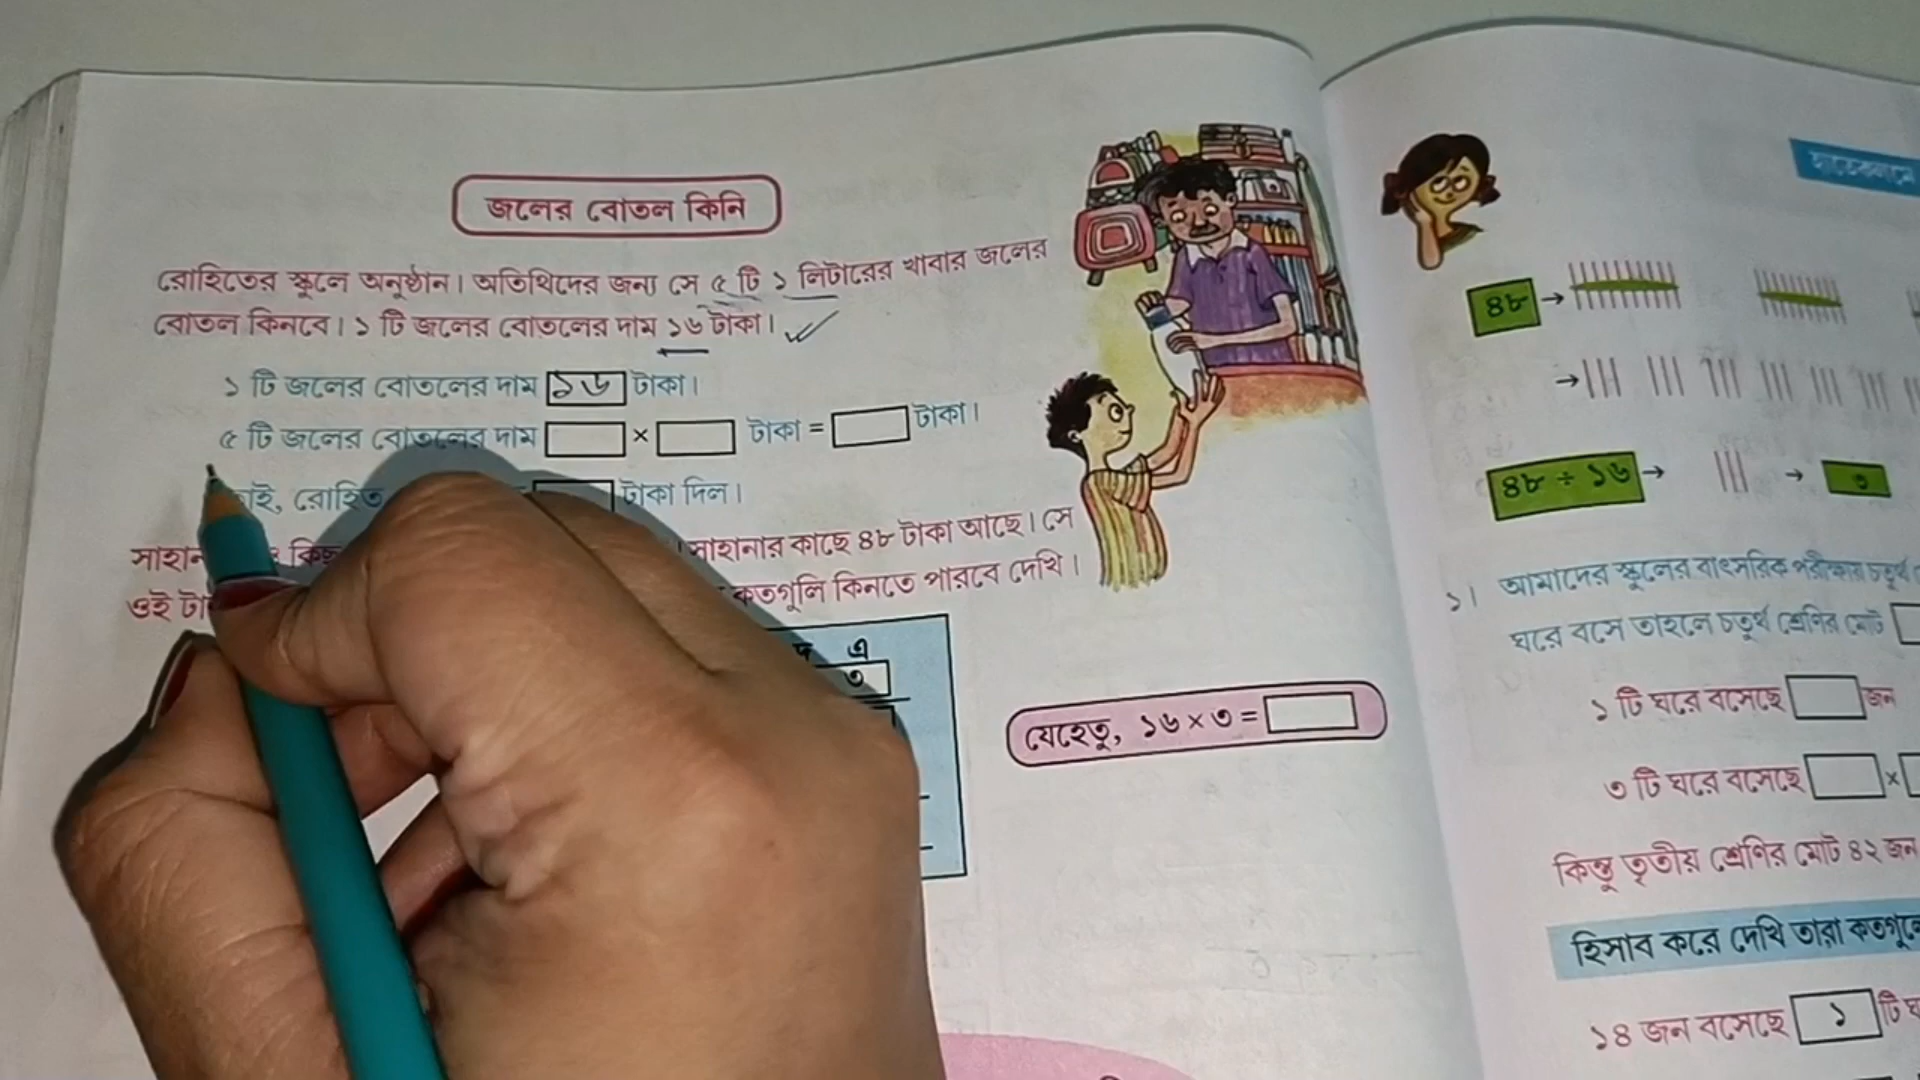 জলের বোতল কিনি
রোহিতের স্কুলে অনুষ্ঠান। অতিথিদের জন্য সে ৫ টি ১ লিটারের খাবার জলের
বোতল কিনবে। ১ টি জলের বোতলের দাম ১৬ টাকা।
১ টি জলের বোতলের দাম ১৬ টাকা।
৫ টি জলের বোতলের দাম × টাকা = টাকা।
রোহিত টাকা দিল।
সাহানার কাছে ৪৮ টাকা আছে। সে
ওই কতগুলি কিনতে পারবে দেখি।
দ এ
৩
যেহেতু, ১৬ × ৩ =
৪৮ →
→
৪৮ ÷ ১৬ → → ৩
১। আমাদের স্কুলের বাৎসরিক পরীক্ষায় চতুর্থ
ঘরে বসে তাহলে চতুর্থ শ্রেণির মোট
১ টি ঘরে বসেছে জন
৩ টি ঘরে বসেছে ×
কিন্তু তৃতীয় শ্রেণির মোট ৪২ জন
হিসাব করে দেখি তারা
১৪ জন বসেছে ১ টি